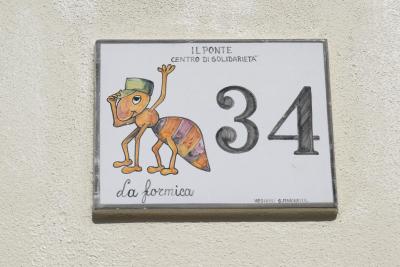 IL PONTE
CENTRO DI SOLIDARIETA'
34
La formica